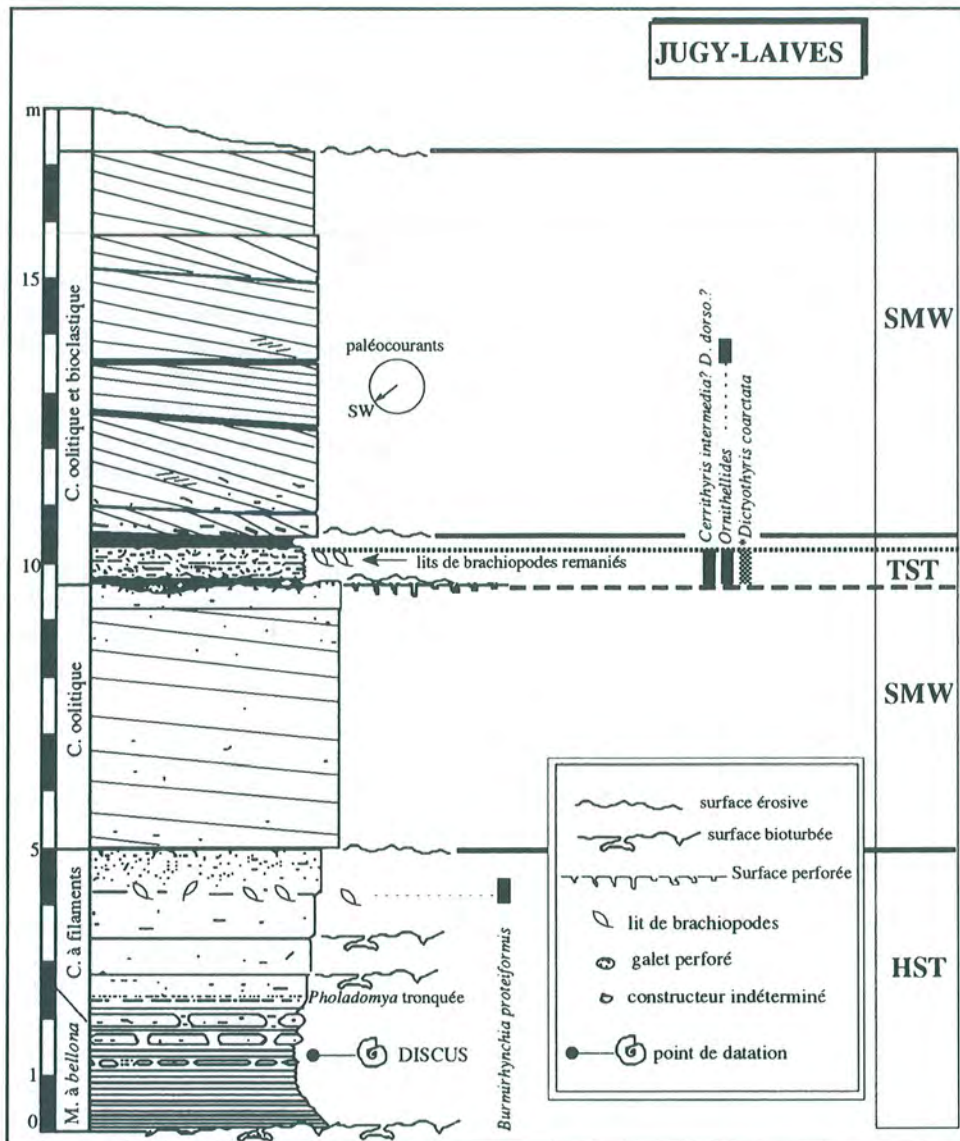 JUGY-LAIVES
m
15
10
5
1
0
C. oolitique et bioclastique
C. oolitique
C. à filaments
M. à bellona
paléocourants
SW
lits de brachiopodes remaniés
Cerrithyris intermedia? D. dorso.?
Ornithellides
*Dictyothyris coarctata
SMW
TST
SMW
HST
Pholadomya tronquée
DISCUS
Burmirhynchia proteiformis
surface érosive
surface bioturbée
Surface perforée
lit de brachiopodes
galet perforé
constructeur indéterminé
point de datation